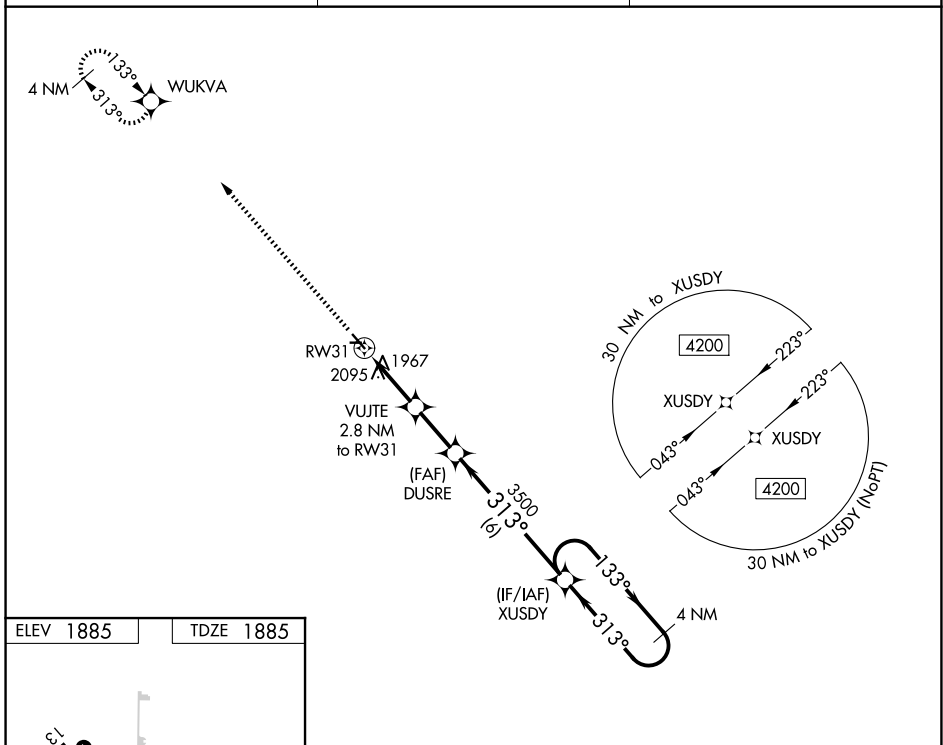 133°
WUKVA
4 NM
313°
30 NM to XUSDY
4200
223°
RW31
1967
2095
XUSDY
223°
VUJTE
2.8 NM
to RW31
043°
XUSDY
(FAF)
DUSRE
043°
4200
3500
313°
(6)
30 NM to XUSDY (NoPT)
133°
(IF/IAF)
XUSDY
4 NM
313°
ELEV 1885
TDZE 1885
13